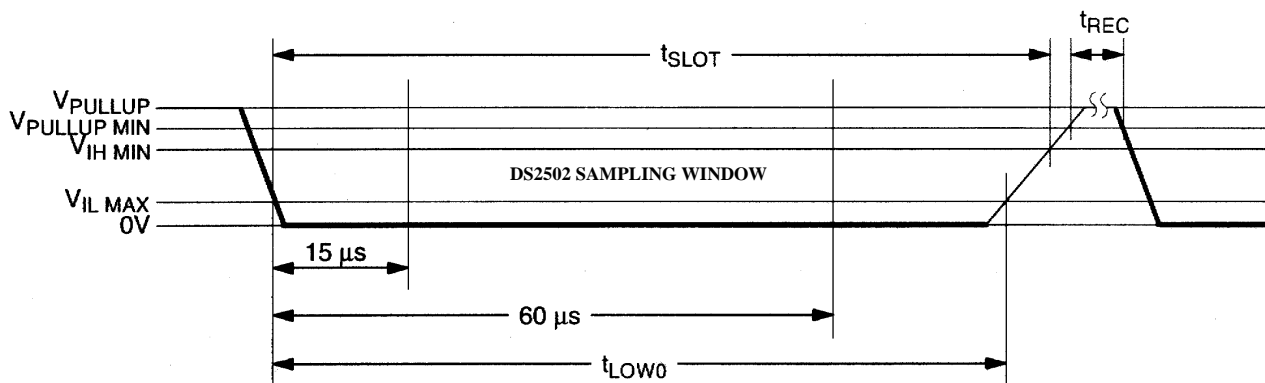 tREC
tSLOT
VPULLUP
VPULLUP MIN
VIH MIN
DS2502 SAMPLING WINDOW
VIL MAX
0V
15 μs
60 μs
tLOW0